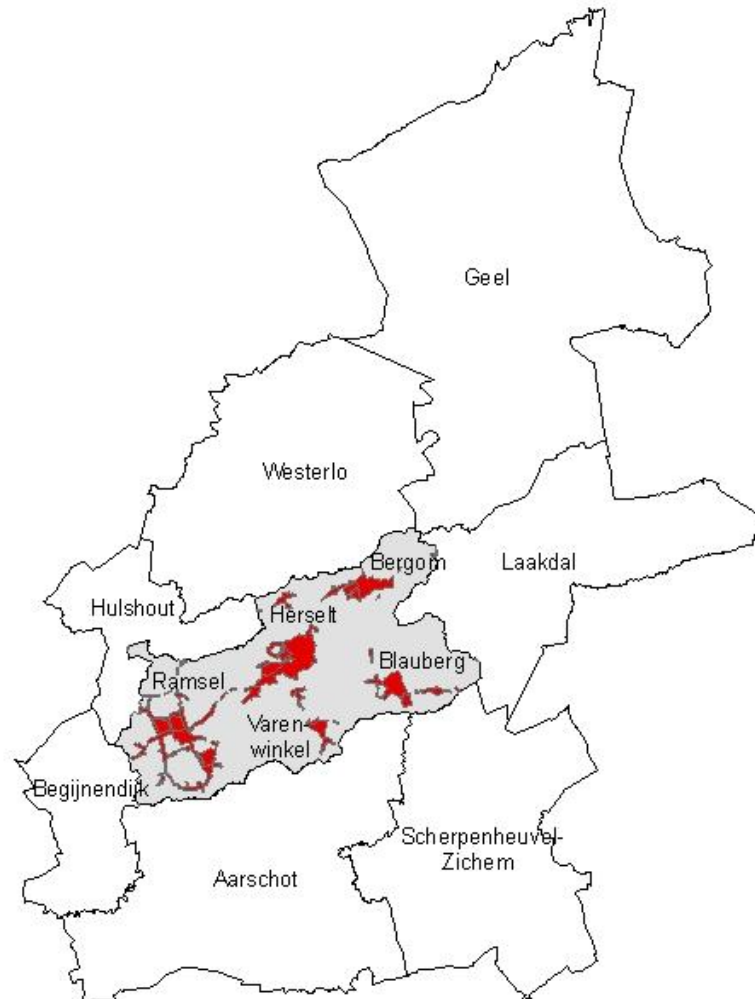 Geel
Westerlo
Laakdal
Bergom
Hulshout
Herselt
Blauberg
Ramsel
Varen-
winkel
Begijnendijk
Scherpenheuvel-
Zichem
Aarschot